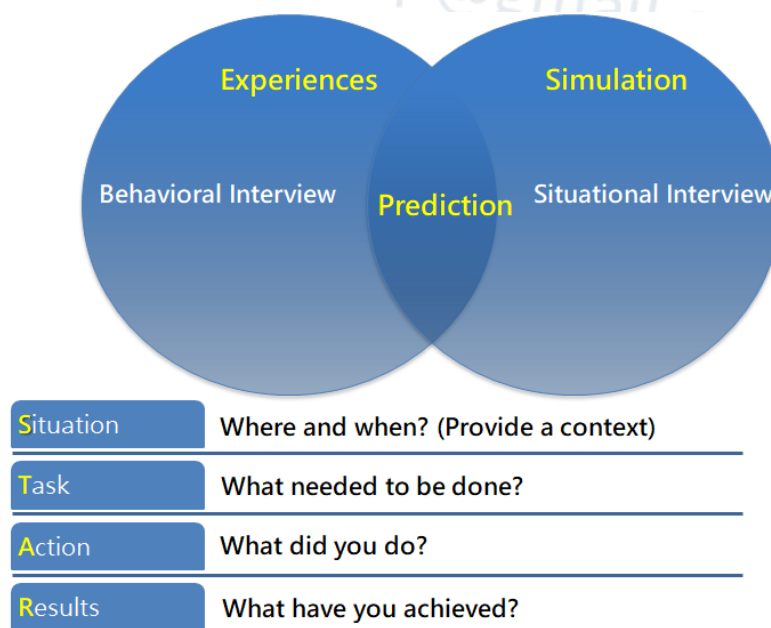 Experiences
Simulation
Behavioral Interview
Prediction
Situational Interview
Situation
Where and when? (Provide a context)
Task
What needed to be done?
Action
What did you do?
Results
What have you achieved?